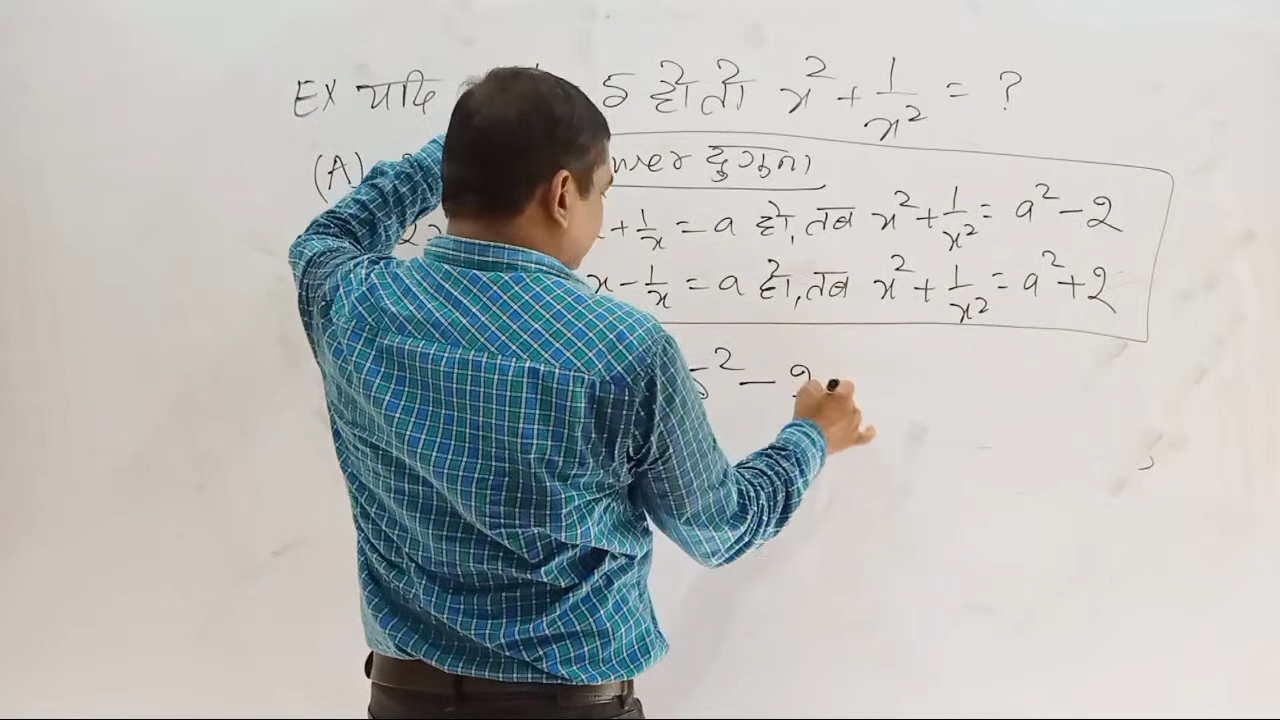 EX यदि 5 हो तो x² + 1/x² = ?
(A) दुगुना
+ 1/x = a हो, तब x² + 1/x² = a² - 2
x - 1/x = a हो, तब x² + 1/x² = a² + 2
5² - 2